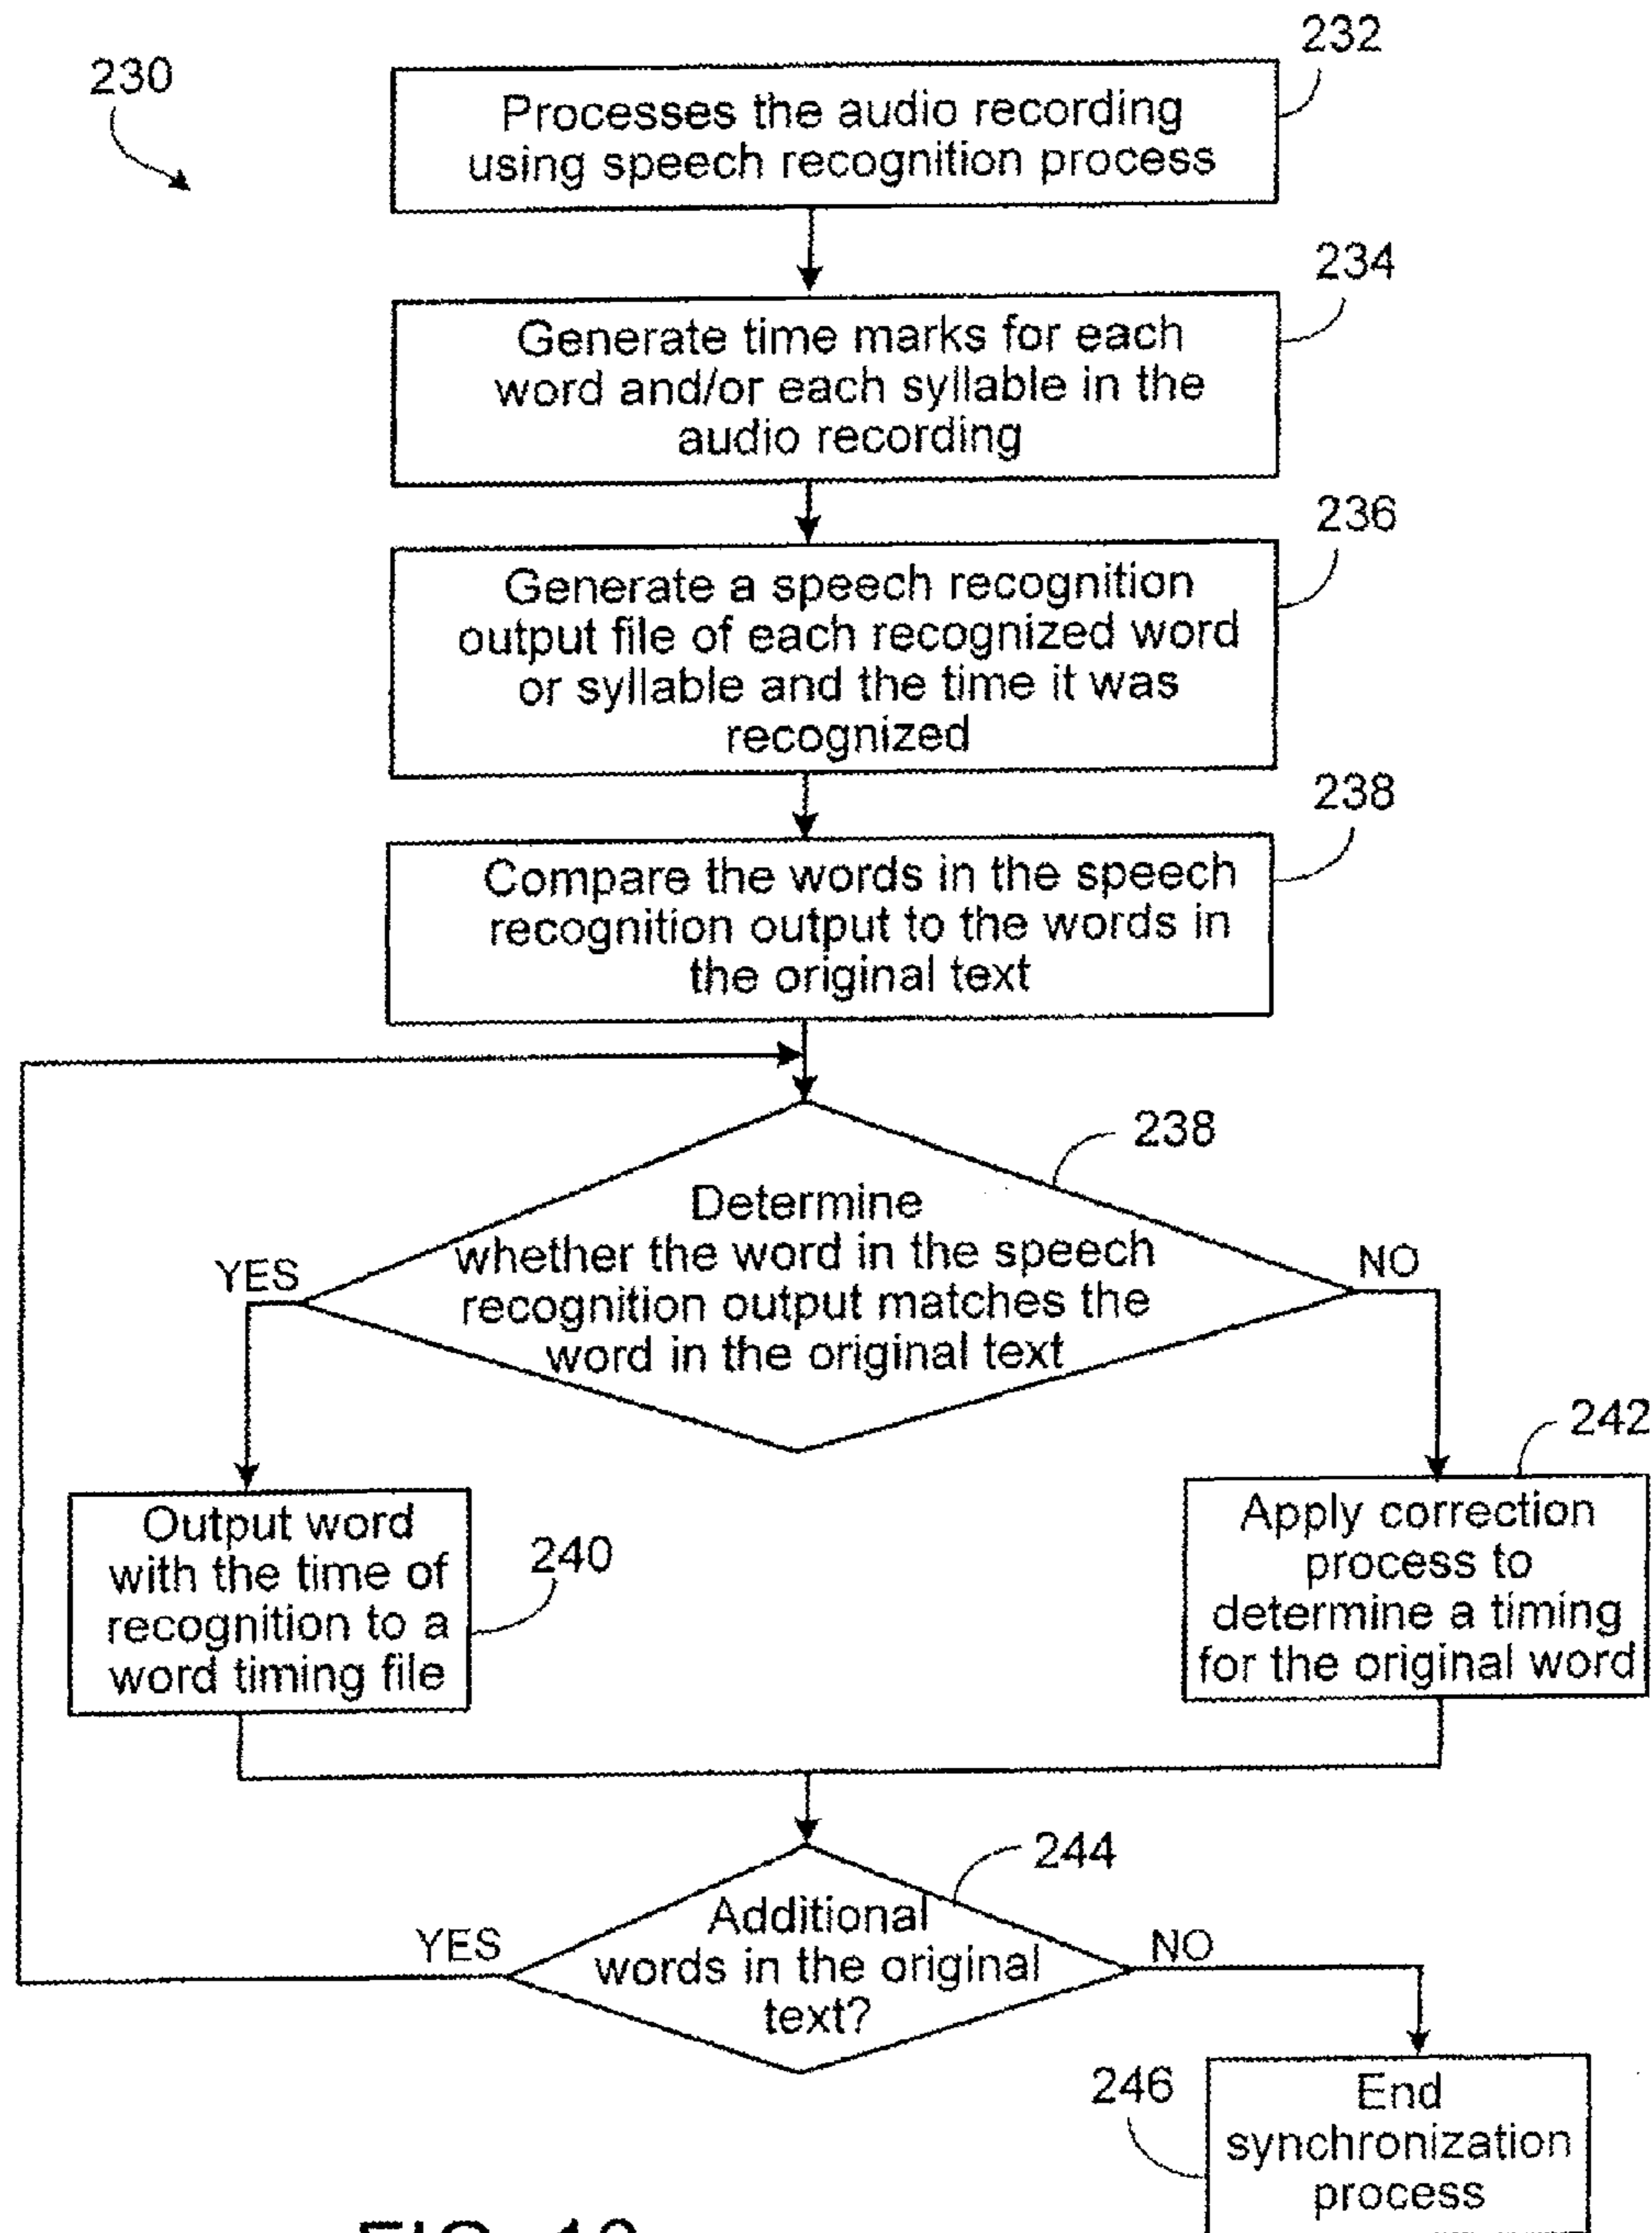 230
232
Processes the audio recording
using speech recognition process
234
Generate time marks for each
word and/or each syllable in the
audio recording
236
Generate a speech recognition
output file of each recognized word
or syllable and the time it was
recognized
238
Compare the words in the speech
recognition output to the words in
the original text
238
Determine
whether the word in the speech
recognition output matches the
word in the original text
YES
NO
240
Output word
with the time of
recognition to a
word timing file
242
Apply correction
process to
determine a timing
for the original word
244
Additional
words in the original
text?
YES
NO
246
End
synchronization
process
FIG.